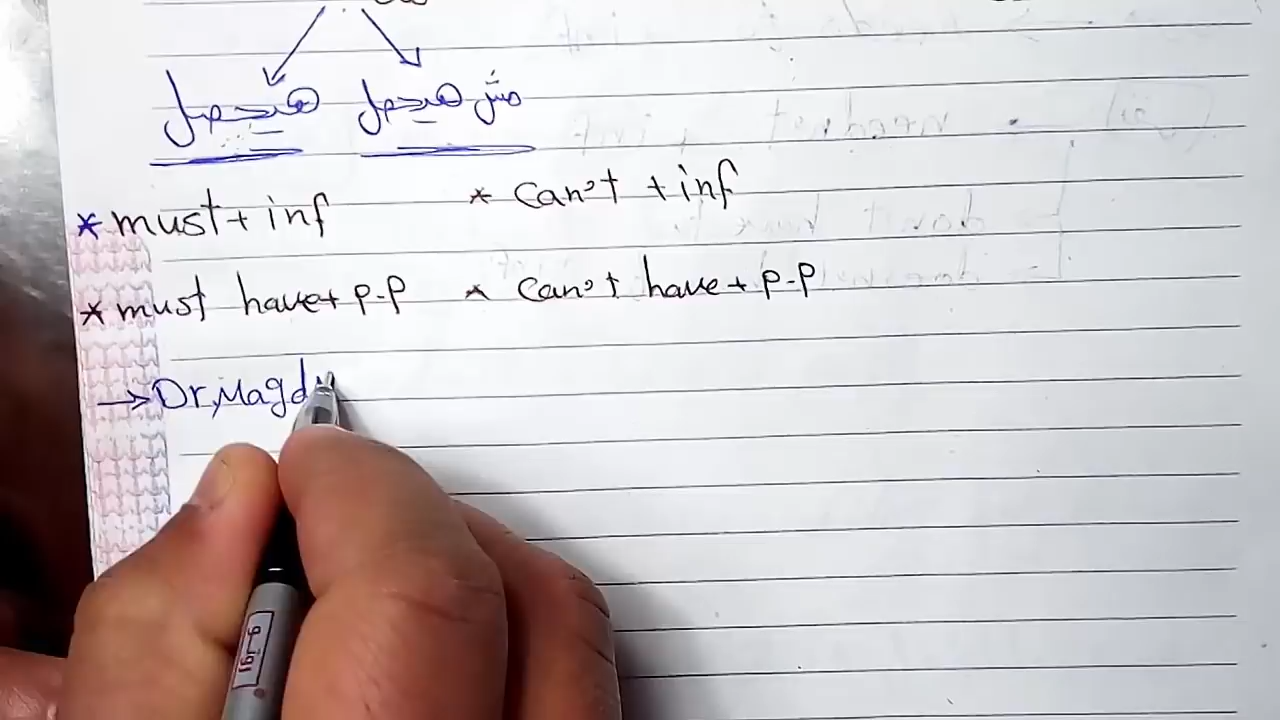 هيحصل مش هيحصل
* must + inf * Can't + inf
* must have + p.p * Can't have + p.p
→ Dr, Magdy